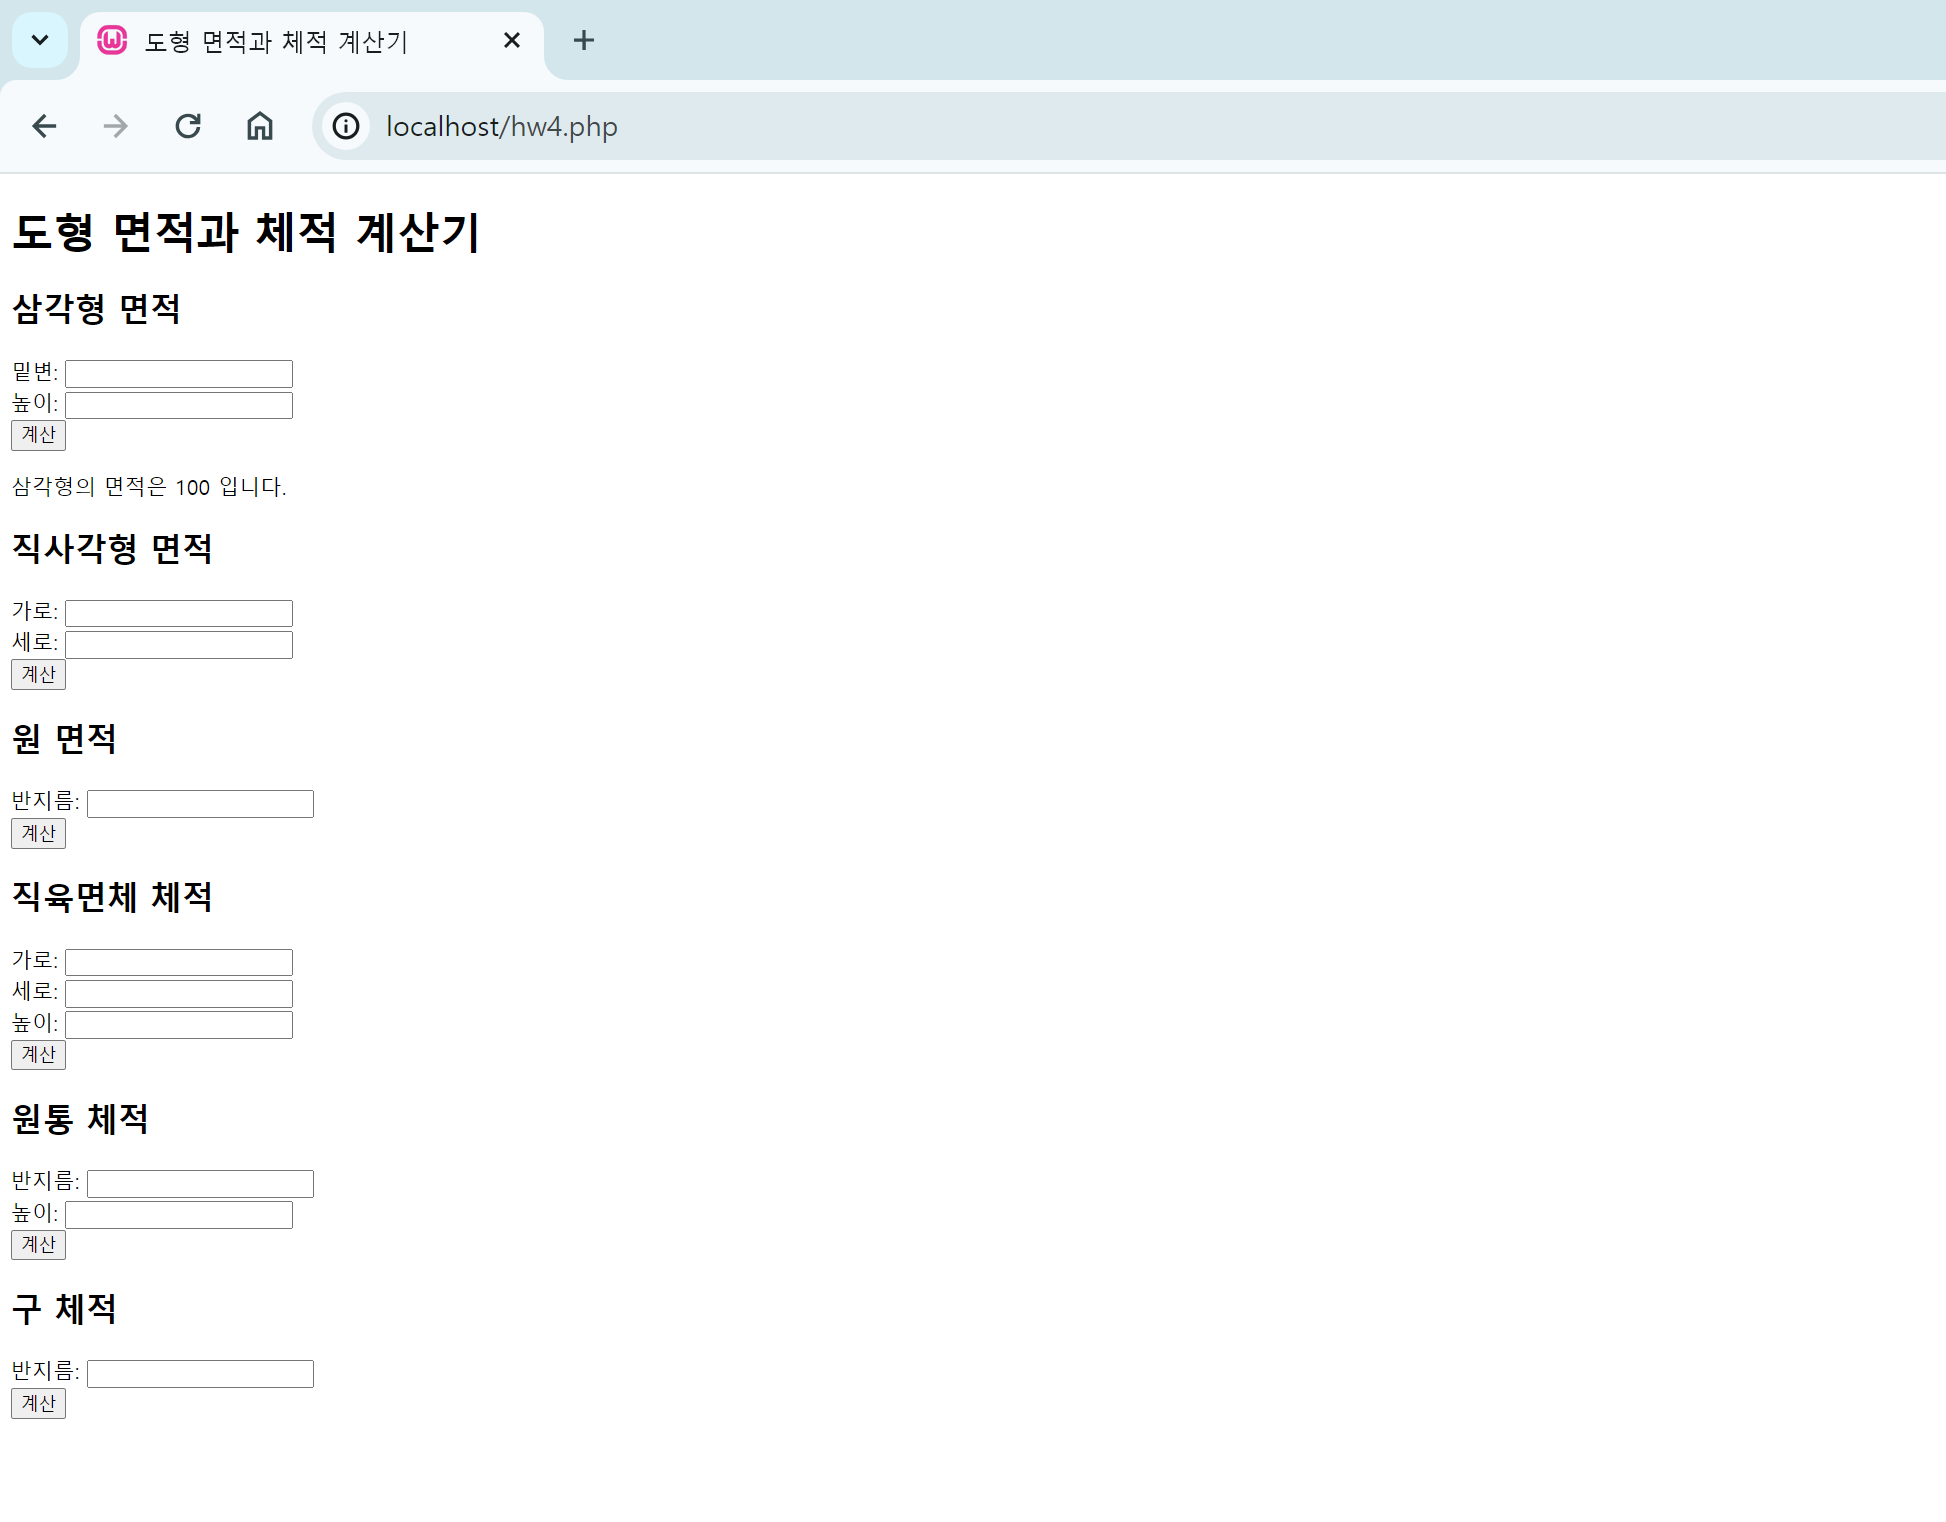 도형 면적과 체적 계산기
localhost/hw4.php
도형 면적과 체적 계산기
삼각형 면적
밑변:
높이:
계산
삼각형의 면적은 100 입니다.
직사각형 면적
가로:
세로:
계산
원 면적
반지름:
계산
직육면체 체적
가로:
세로:
높이:
계산
원통 체적
반지름:
높이:
계산
구 체적
반지름:
계산